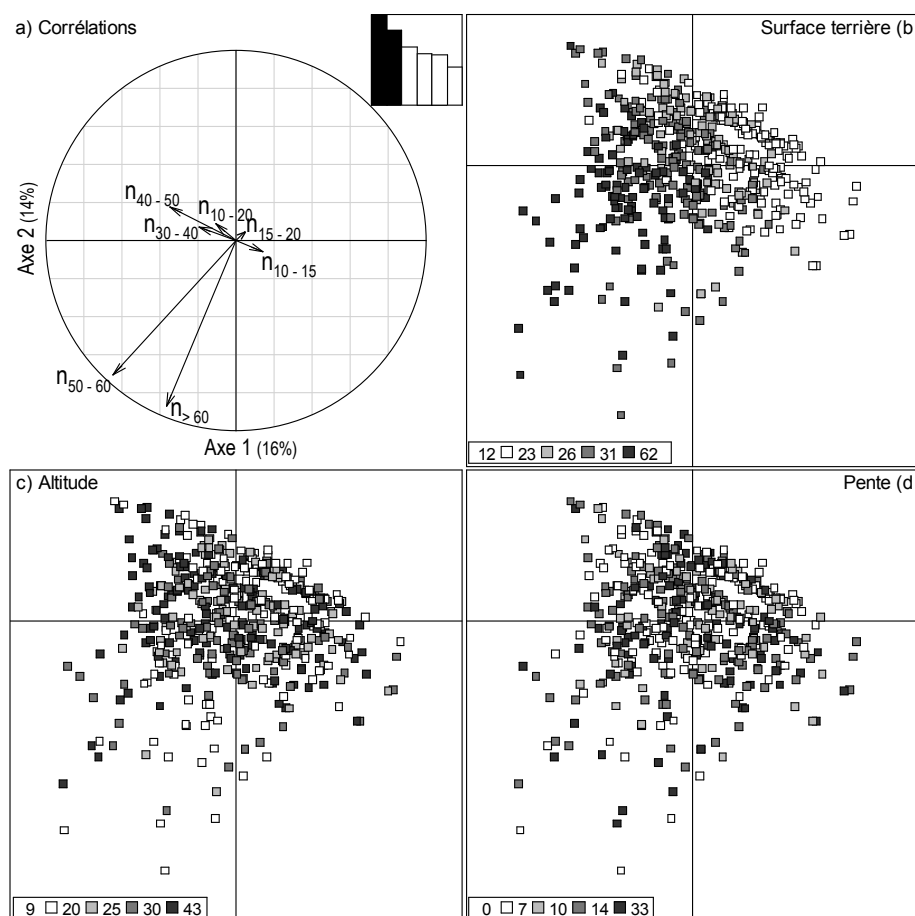 a) Corrélations
Axe 2 (14%)
n40 - 50
n10 - 20
n30 - 40
n15 - 20
n10 - 15
n50 - 60
n> 60
Axe 1 (16%)
Surface terrière (b
12 23 26 31 62
c) Altitude
9 20 25 30 43
Pente (d
0 7 10 14 33